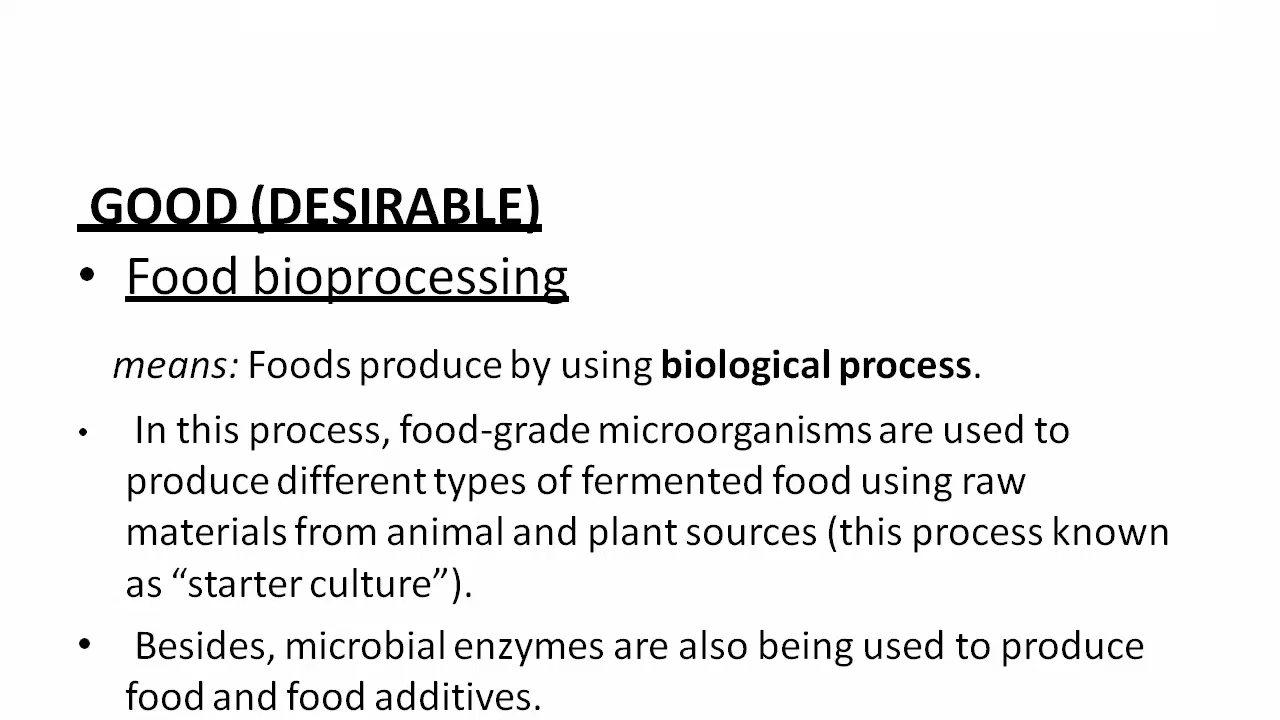 GOOD (DESIRABLE)
• Food bioprocessing
means: Foods produce by using biological process.
• In this process, food-grade microorganisms are used to
produce different types of fermented food using raw
materials from animal and plant sources (this process known
as “starter culture”).
• Besides, microbial enzymes are also being used to produce
food and food additives.